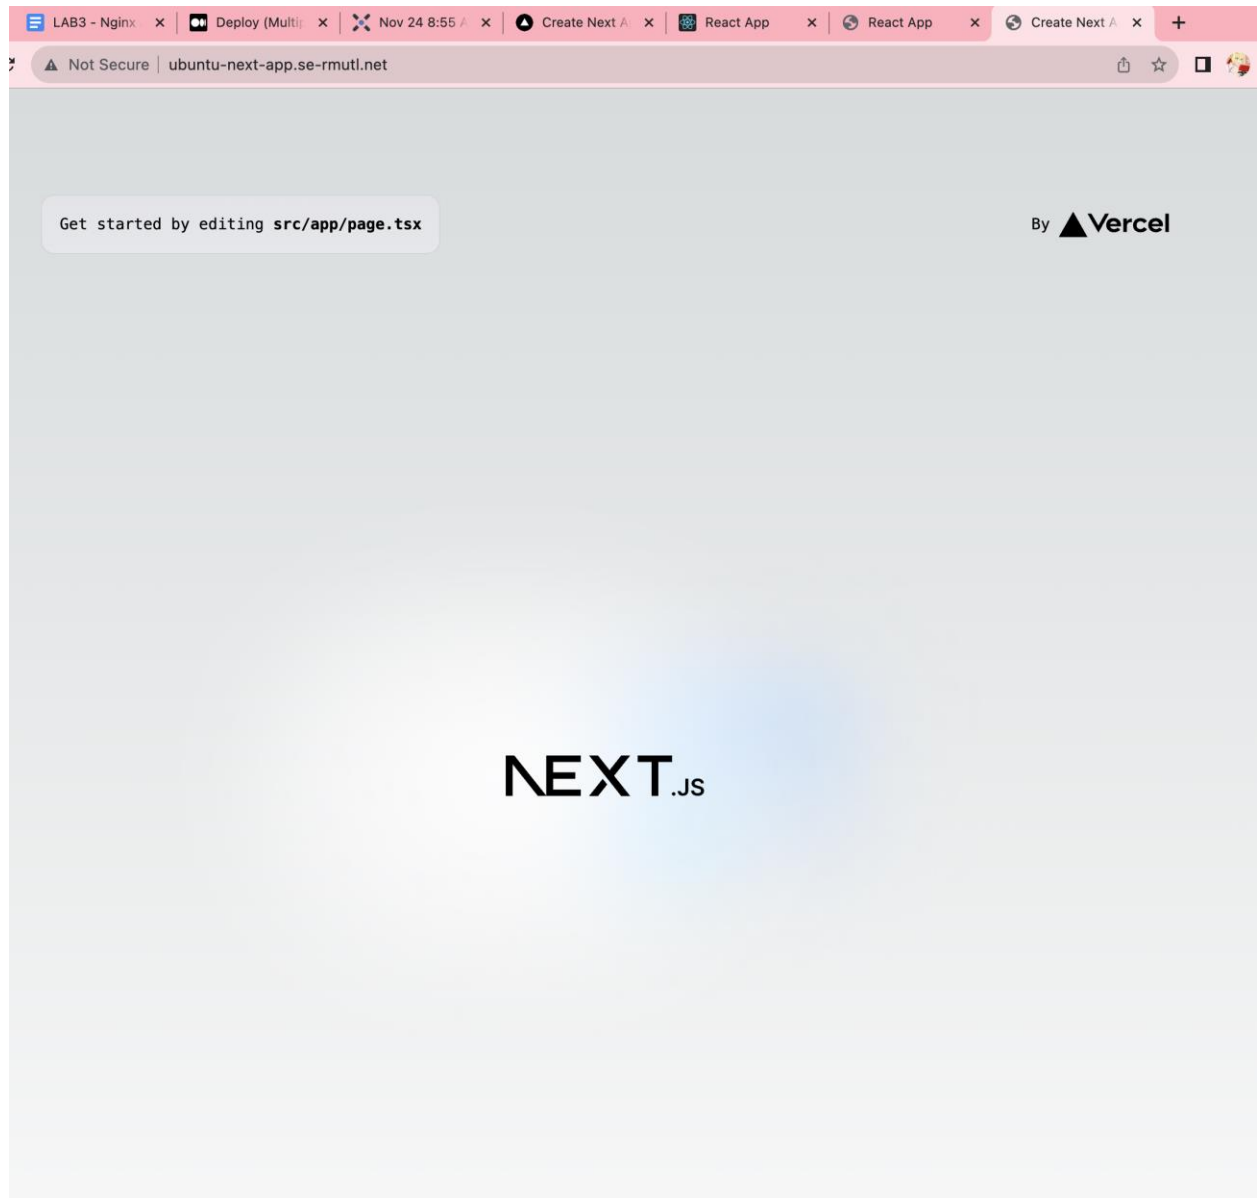 LAB3 - Nginx
Deploy (Multip
Nov 24 8:55 A
Create Next A
React App
React App
Create Next A
Not Secure
ubuntu-next-app.se-rmutl.net
Get started by editing src/app/page.tsx
By Vercel
NEXT.JS